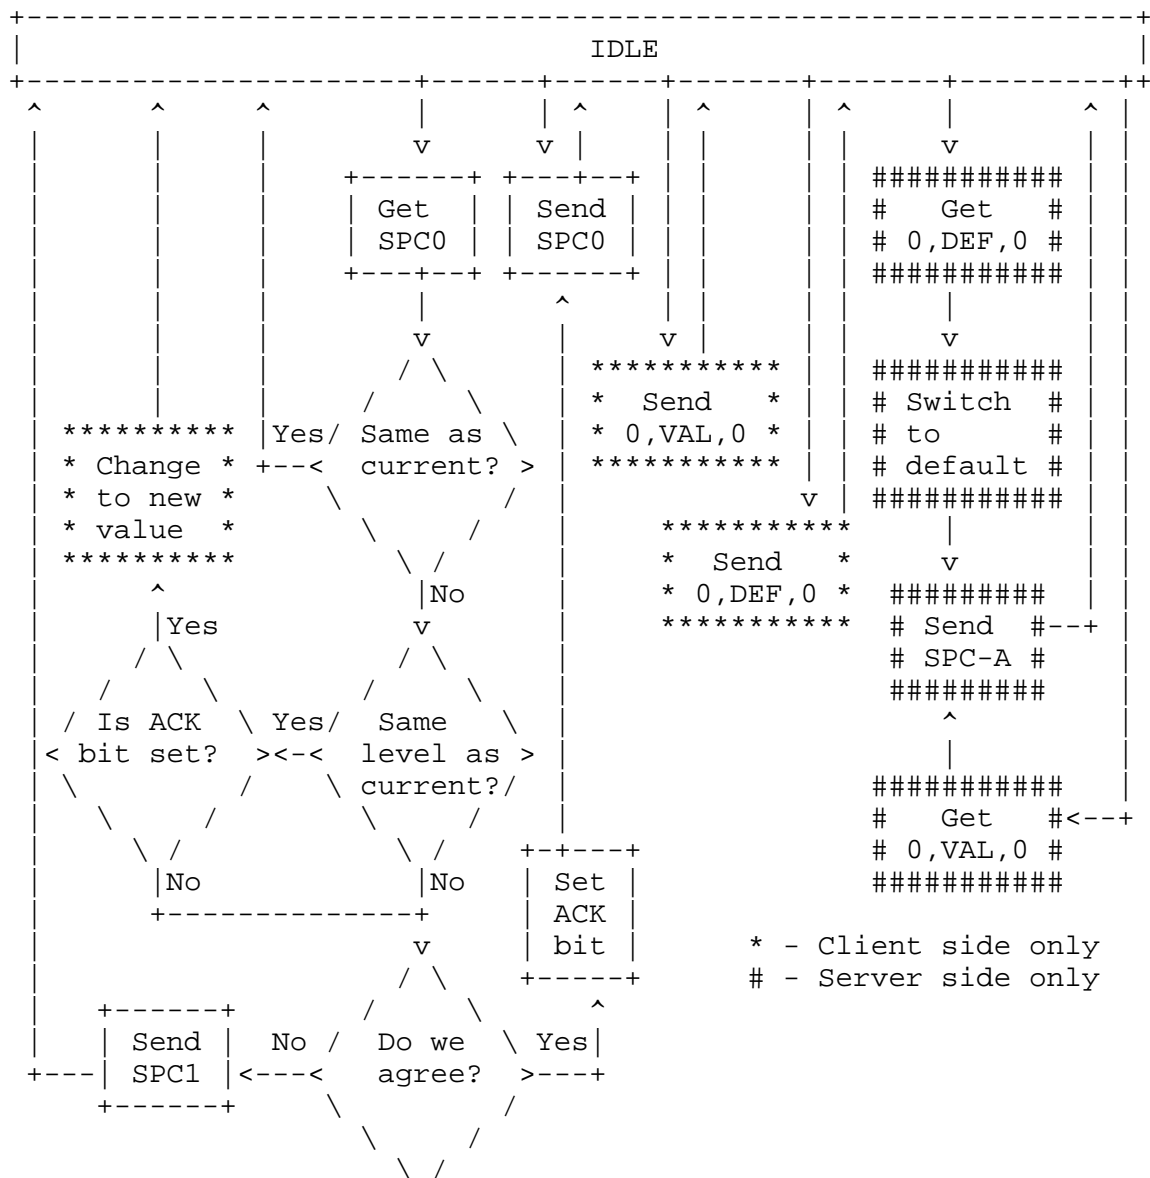 IDLE
Get
SPC0
Send
SPC0
Get
0,DEF,0
Same as
current?
Yes
Send
0,VAL,0
Switch
to
default
Change
to new
value
No
Send
0,DEF,0
Send
SPC-A
Yes
Is ACK
bit set?
Yes
Same
level as
current?
Get
0,VAL,0
No
No
Set
ACK
bit
* - Client side only
# - Server side only
Send
SPC1
No
Do we
agree?
Yes